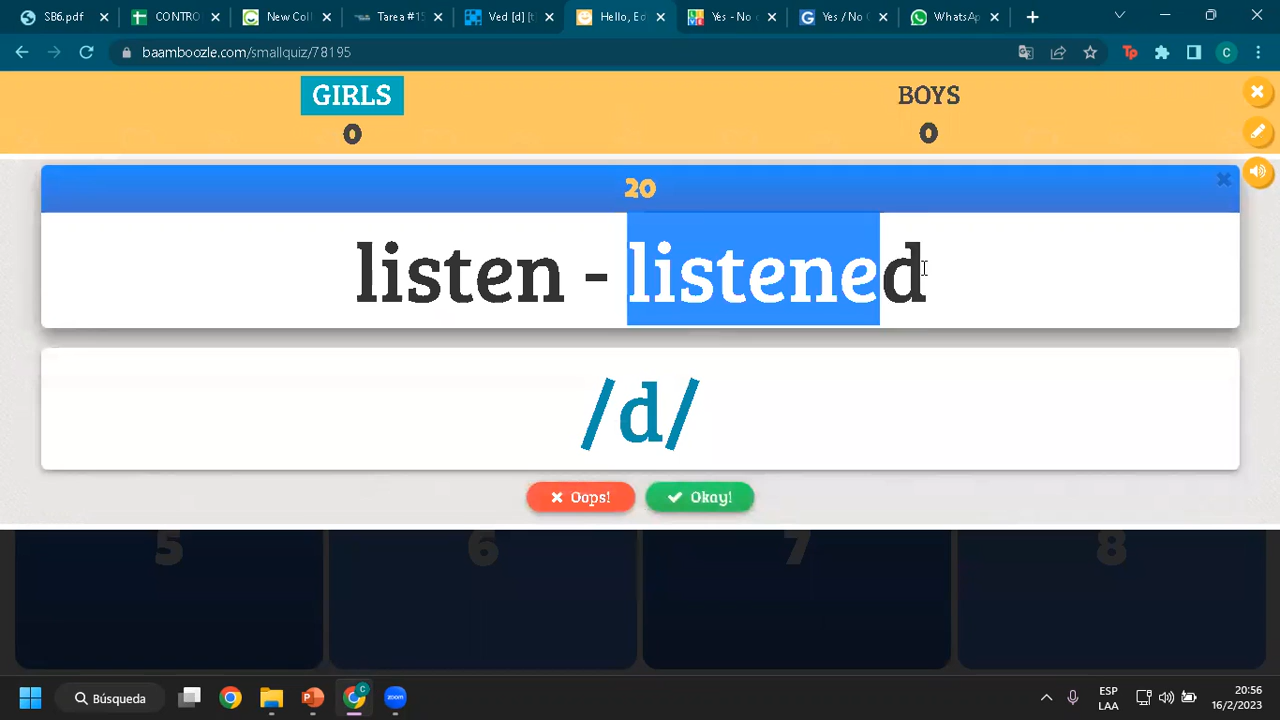 SB6.pdf
CONTRO
New Coll
Tarea #15
Ved [d] [t
Hello, Ed
Yes - No
Yes / No
WhatsAp
baamboozle.com/smallquiz/78195
Tp
C
GIRLS
0
BOYS
0
20
listen - listened
/d/
Oops!
Okay!
5
6
7
8
Búsqueda
zoom
ESP
LAA
20:56
16/2/2023